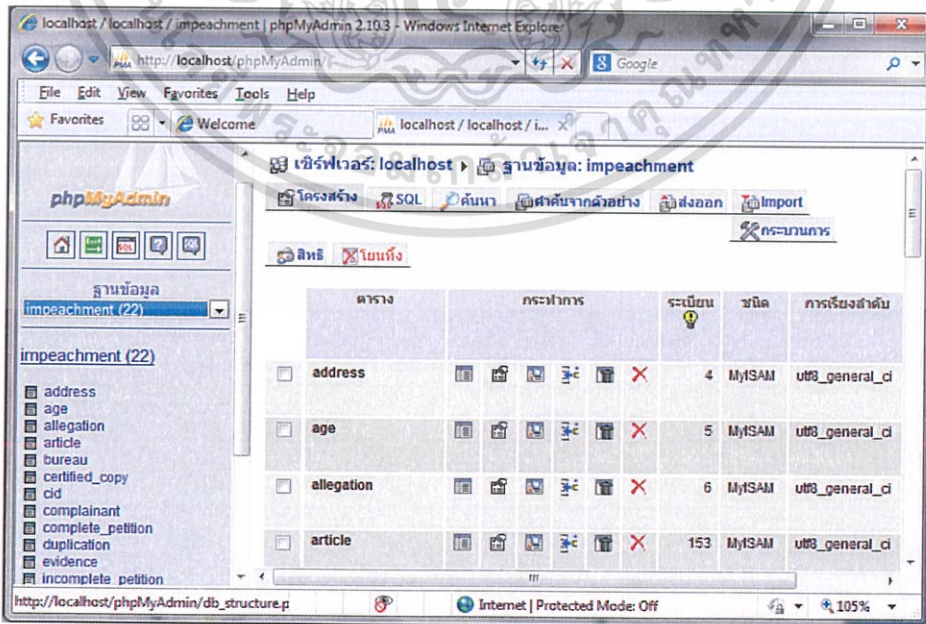 localhost / localhost / impeachment | phpMyAdmin 2.10.3 - Windows Internet Explorer
http://localhost/phpMyAdmin/
Google
File Edit View Favorites Tools Help
Favorites
Welcome
localhost / localhost / i...
phpMyAdmin
ฐานข้อมูล
impeachment (22)
impeachment (22)
address
age
allegation
article
bureau
certified_copy
cid
complainant
complete_petition
duplication
evidence
incomplete_petition
เซิร์ฟเวอร์: localhost ▸ ฐานข้อมูล: impeachment
โครงสร้าง SQL ค้นหา คำค้นจากตัวอย่าง ส่งออก Import
กระบวนการ
สิทธิ โยนทิ้ง
ตาราง กระทำการ ระเบียน ชนิด การเรียงลำดับ
address 4 MyISAM utf8_general_ci
age 5 MyISAM utf8_general_ci
allegation 6 MyISAM utf8_general_ci
article 153 MyISAM utf8_general_ci
http://localhost/phpMyAdmin/db_structure.p
Internet | Protected Mode: Off
105%